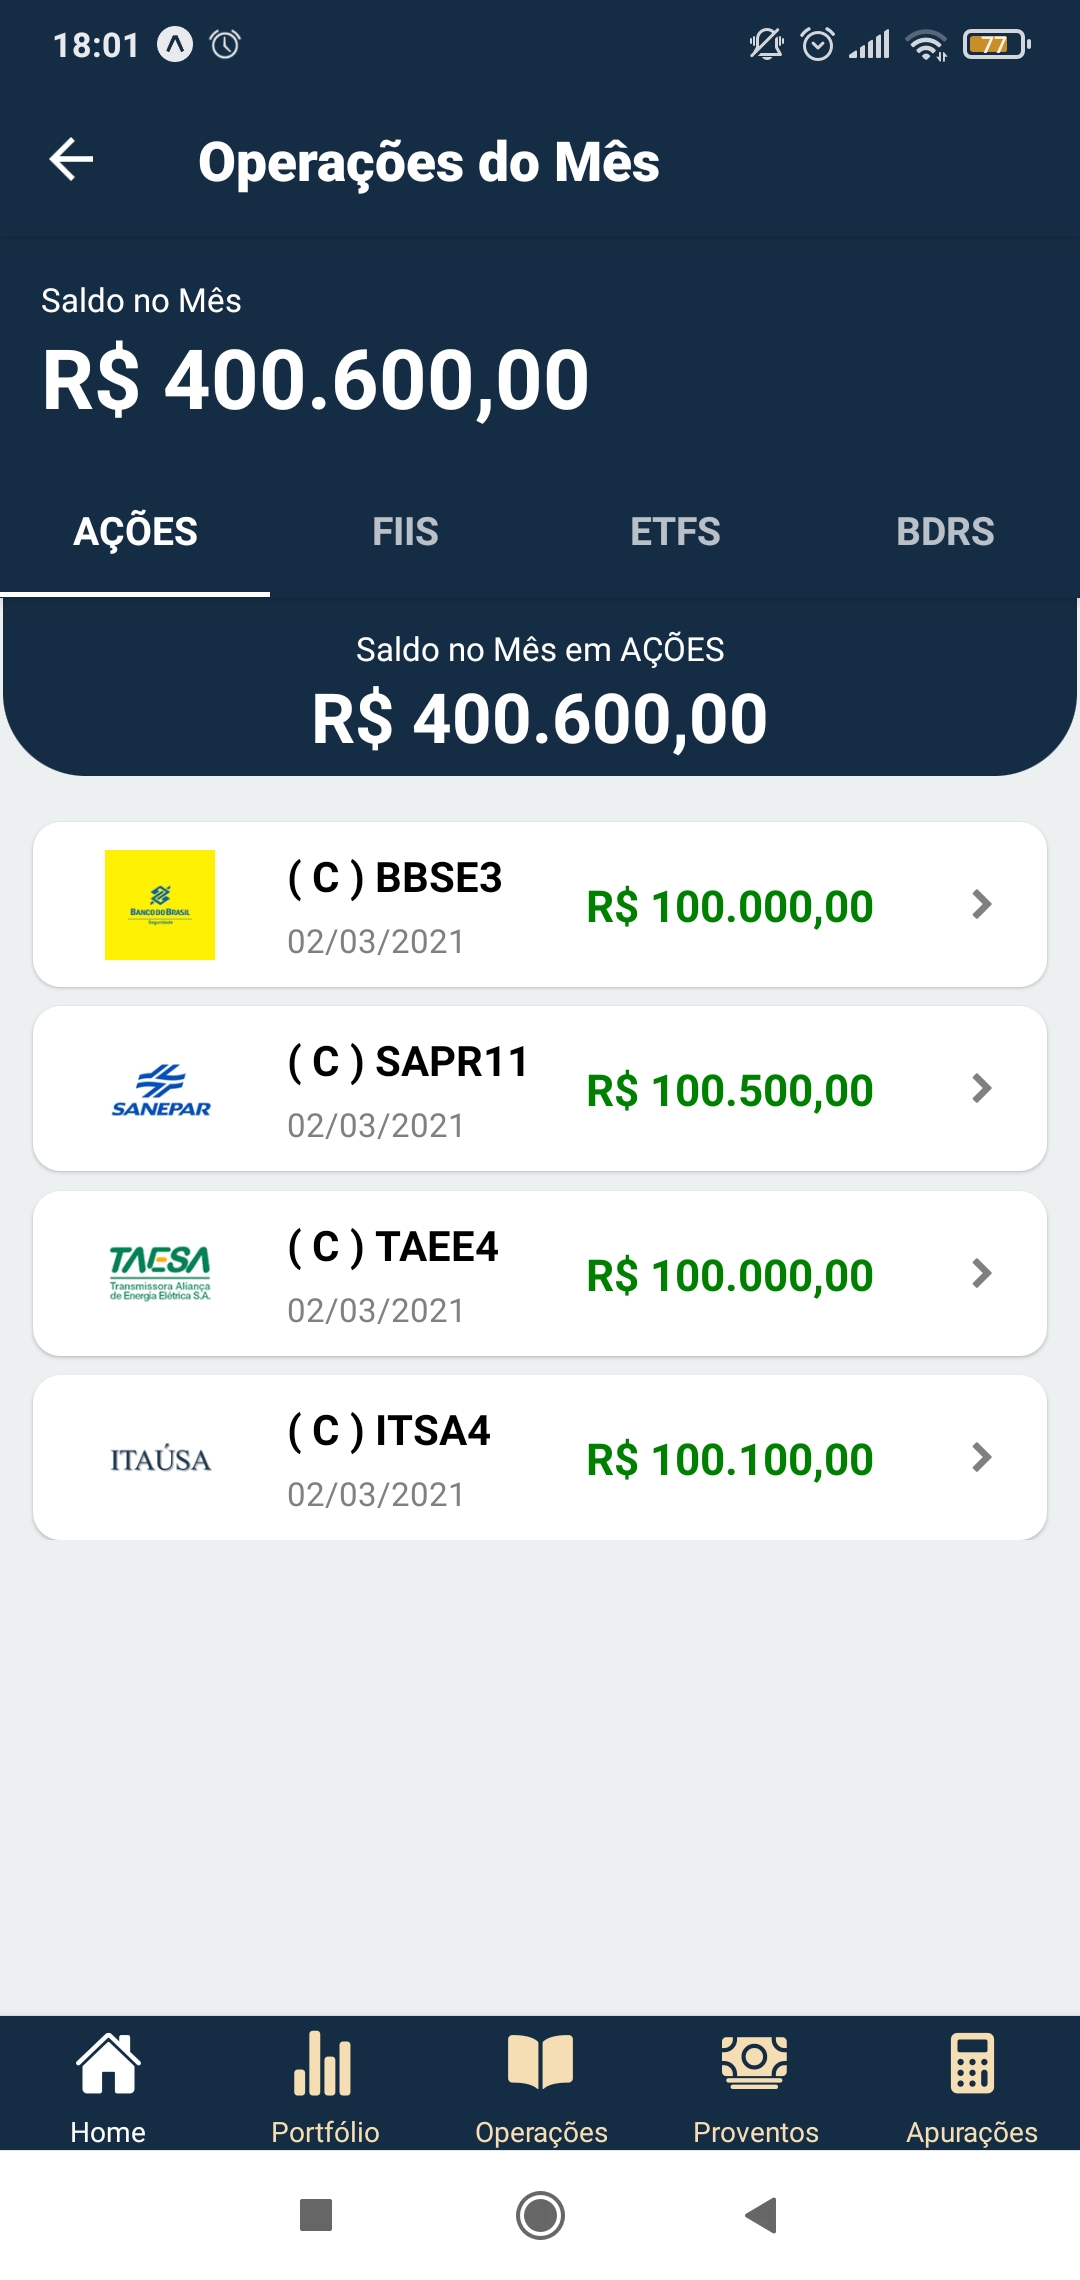 18:01
77
Operações do Mês
Saldo no Mês
R$ 400.600,00
AÇÕES FIIS ETFS BDRS
Saldo no Mês em AÇÕES
R$ 400.600,00
BANCO DO BRASIL
Seguridade
( C ) BBSE3
02/03/2021
R$ 100.000,00
SANEPAR
( C ) SAPR11
02/03/2021
R$ 100.500,00
TAESA
Transmissora Aliança
de Energia Elétrica S.A.
( C ) TAEE4
02/03/2021
R$ 100.000,00
ITAÚSA
( C ) ITSA4
02/03/2021
R$ 100.100,00
Home Portfólio Operações Proventos Apurações